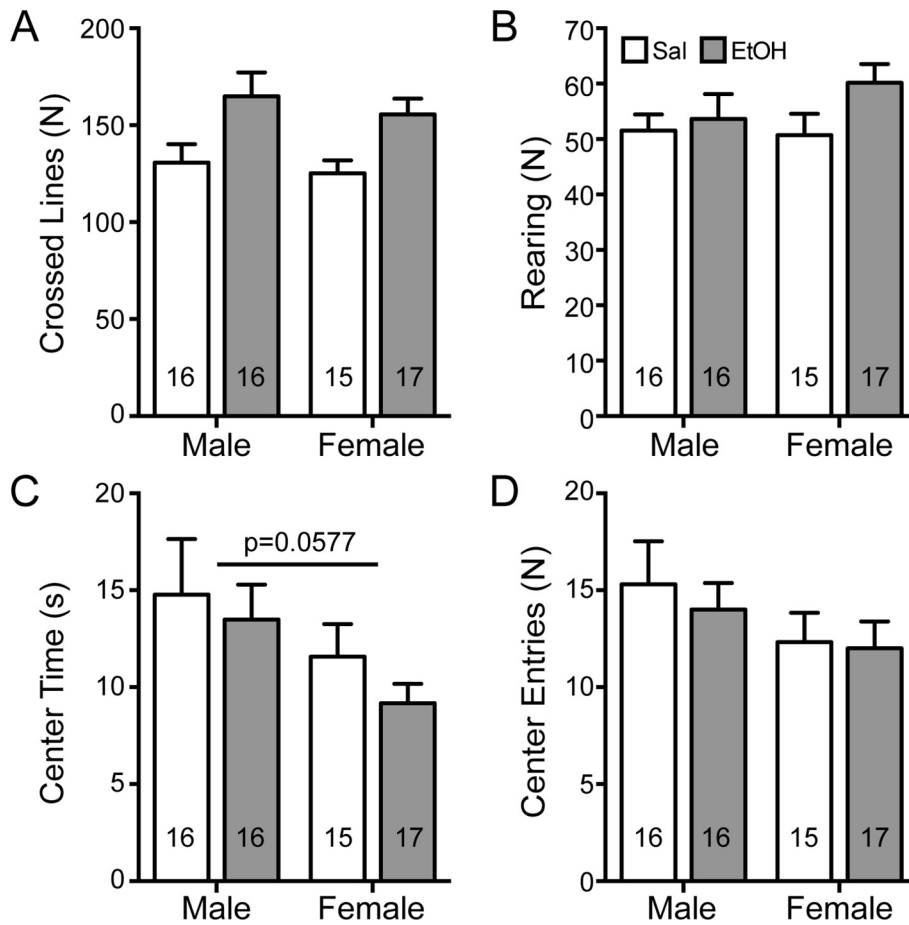 A
Crossed Lines (N)
200
150
100
50
0
16
16
15
17
Male
Female
B
Rearing (N)
70
60
50
40
30
20
10
0
Sal
EtOH
16
16
15
17
Male
Female
C
Center Time (s)
20
15
10
5
0
p=0.0577
16
16
15
17
Male
Female
D
Center Entries (N)
20
15
10
5
0
16
16
15
17
Male
Female